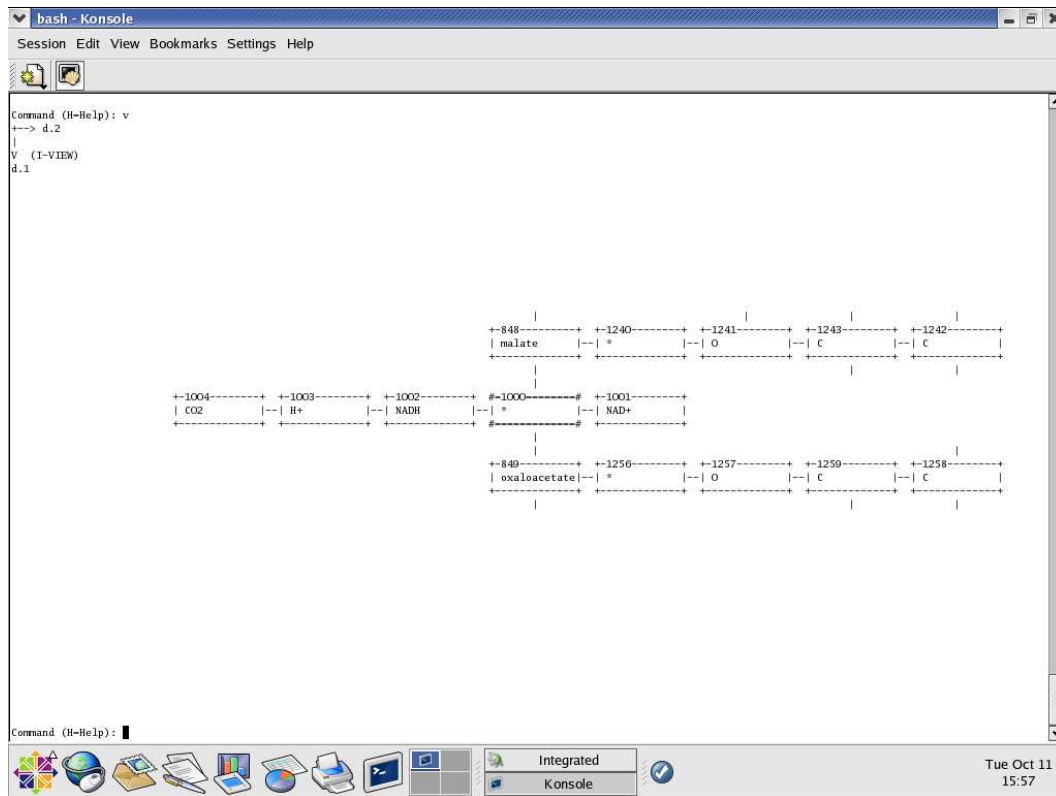 bash - Konsole
Session Edit View Bookmarks Settings Help
Command (H=Help): v
+--> d.2
|
V (I-VIEW)
d.1
| | | |
+-848---------+ +-1240--------+ +-1241--------+ +-1243--------+ +-1242--------+
| malate |--| * |--| O |--| C |--| C |
+-------------+ +-------------+ +-------------+ +-------------+ +-------------+
| | |
|
+-1004--------+ +-1003--------+ +-1002--------+ #=1000========# +-1001--------+
| CO2 |--| H+ |--| NADH |--| * |--| NAD+ |
+-------------+ +-------------+ +-------------+ #=============# +-------------+
|
| |
+-849---------+ +-1256--------+ +-1257--------+ +-1259--------+ +-1258--------+
| oxaloacetate|--| * |--| O |--| C |--| C |
+-------------+ +-------------+ +-------------+ +-------------+ +-------------+
| | |
Command (H=Help):
Integrated
Konsole
Tue Oct 11
15:57